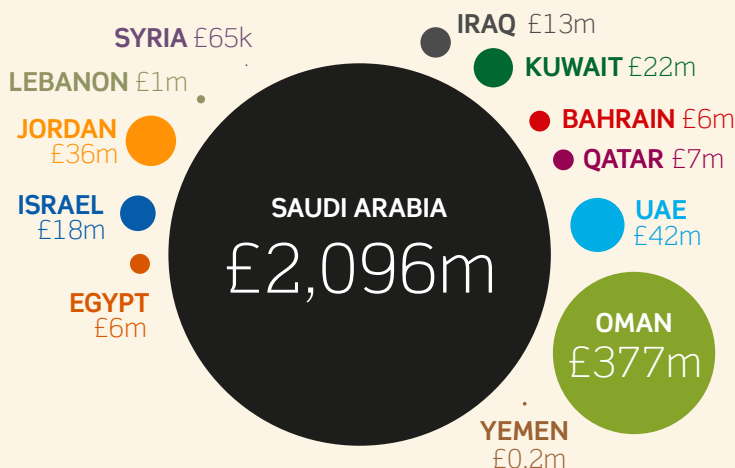 SYRIA £65k
LEBANON £1m
JORDAN
£36m
ISRAEL
£18m
EGYPT
£6m
SAUDI ARABIA
£2,096m
IRAQ £13m
KUWAIT £22m
BAHRAIN £6m
QATAR £7m
UAE
£42m
OMAN
£377m
YEMEN
£0.2m